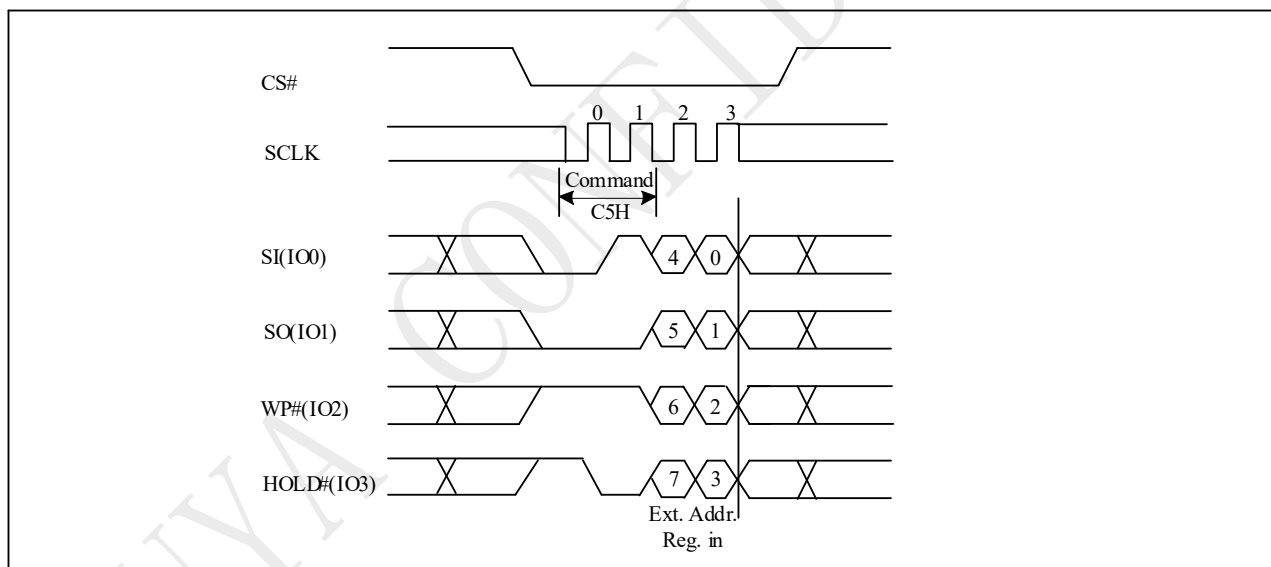 CS#
0 1 2 3
SCLK
Command
C5H
SI(IO0) 4 0
SO(IO1) 5 1
WP#(IO2) 6 2
HOLD#(IO3) 7 3
Ext. Addr.
Reg. in